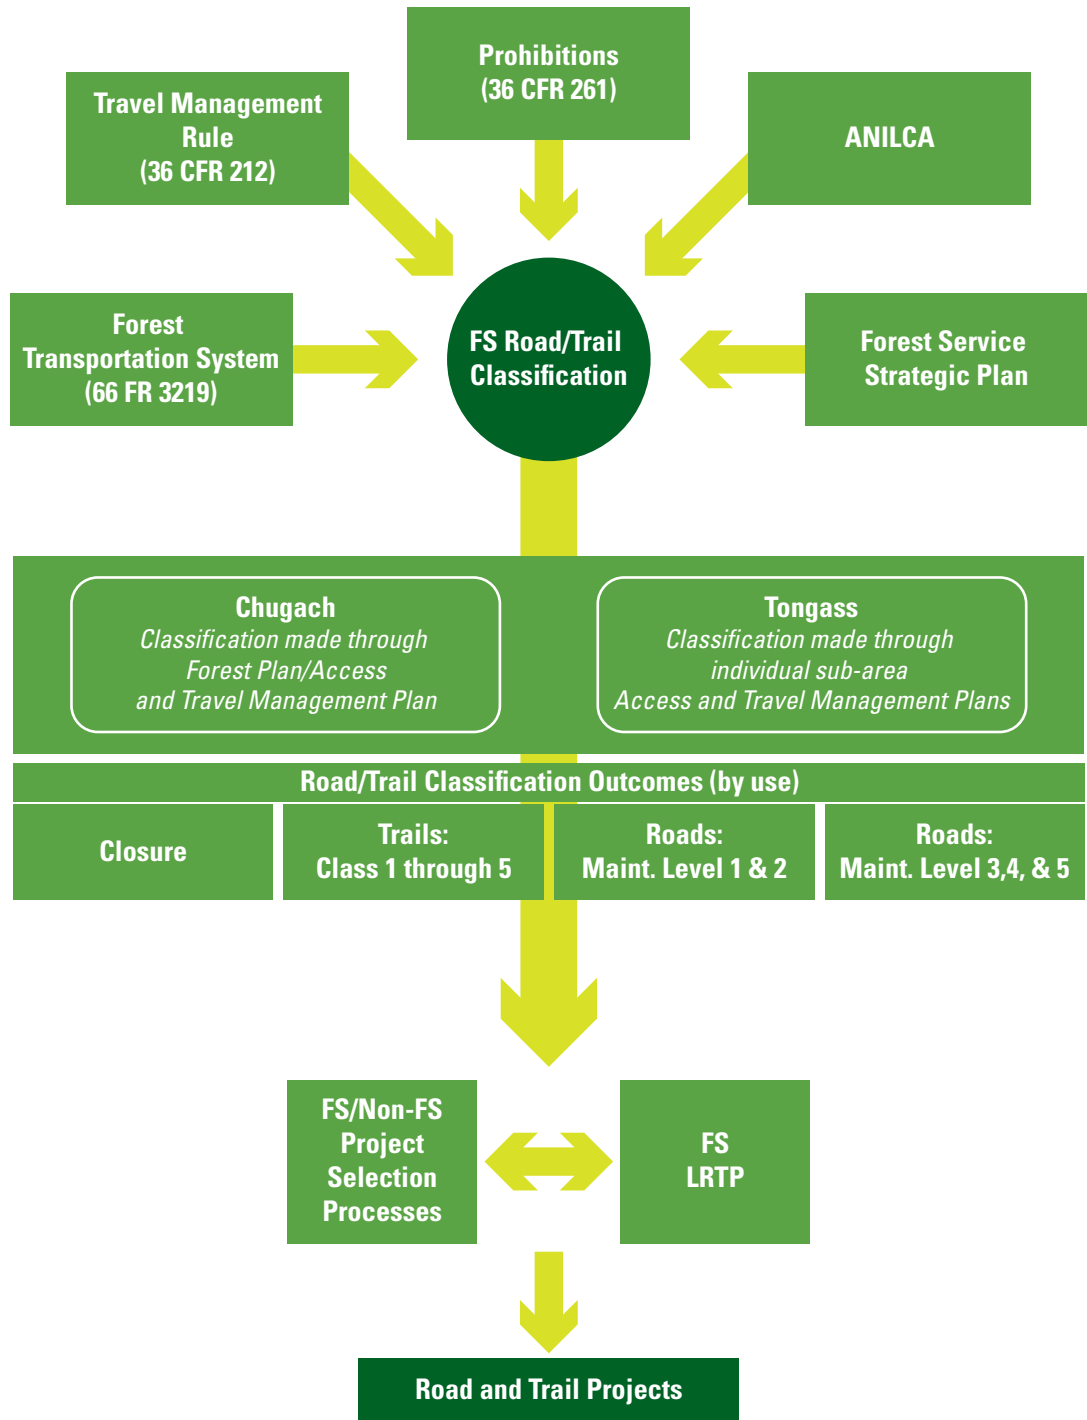 Prohibitions
(36 CFR 261)
Travel Management
Rule
(36 CFR 212)
ANILCA
Forest
Transportation System
(66 FR 3219)
FS Road/Trail
Classification
Forest Service
Strategic Plan
Chugach
Classification made through
Forest Plan/Access
and Travel Management Plan
Tongass
Classification made through
individual sub-area
Access and Travel Management Plans
Road/Trail Classification Outcomes (by use)
Closure
Trails:
Class 1 through 5
Roads:
Maint. Level 1 & 2
Roads:
Maint. Level 3,4, & 5
FS/Non-FS
Project
Selection
Processes
FS
LRTP
Road and Trail Projects